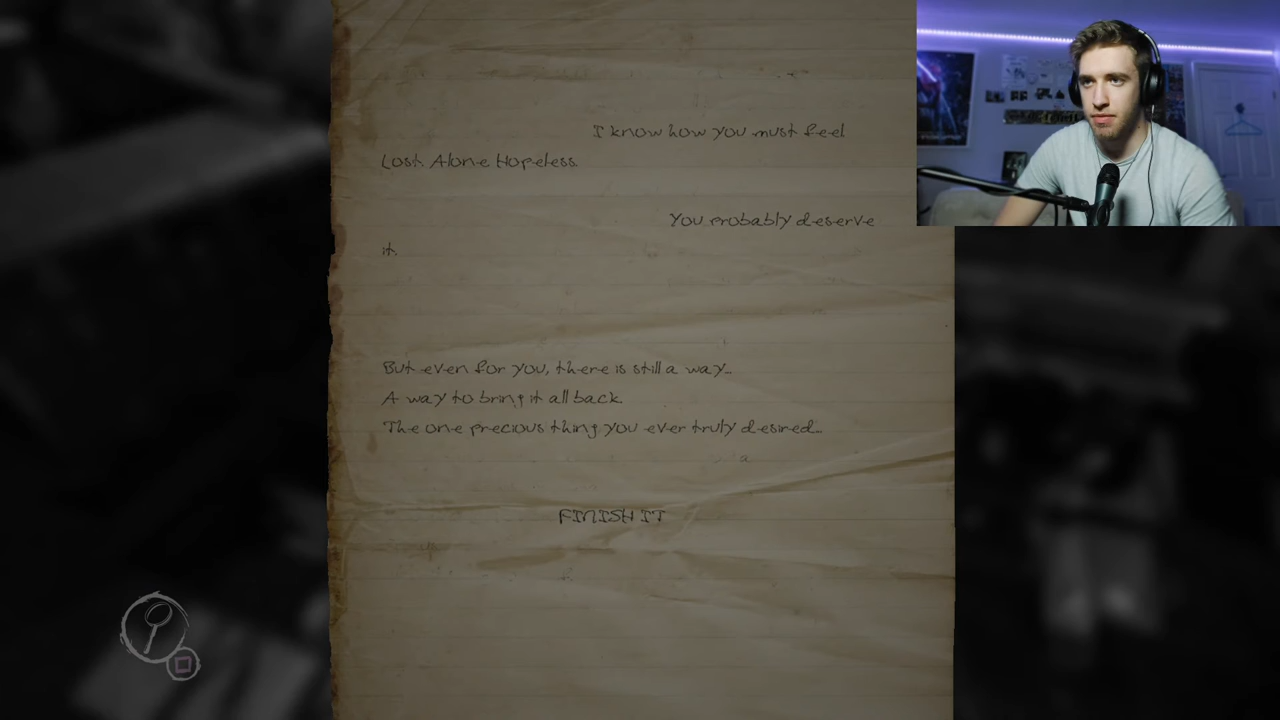 I know how you must feel
Lost. Alone. Hopeless.
You probably deserve
it.
But even for you, there is still a way...
A way to bring it all back.
The one precious thing you ever truly desired...
FINISH IT